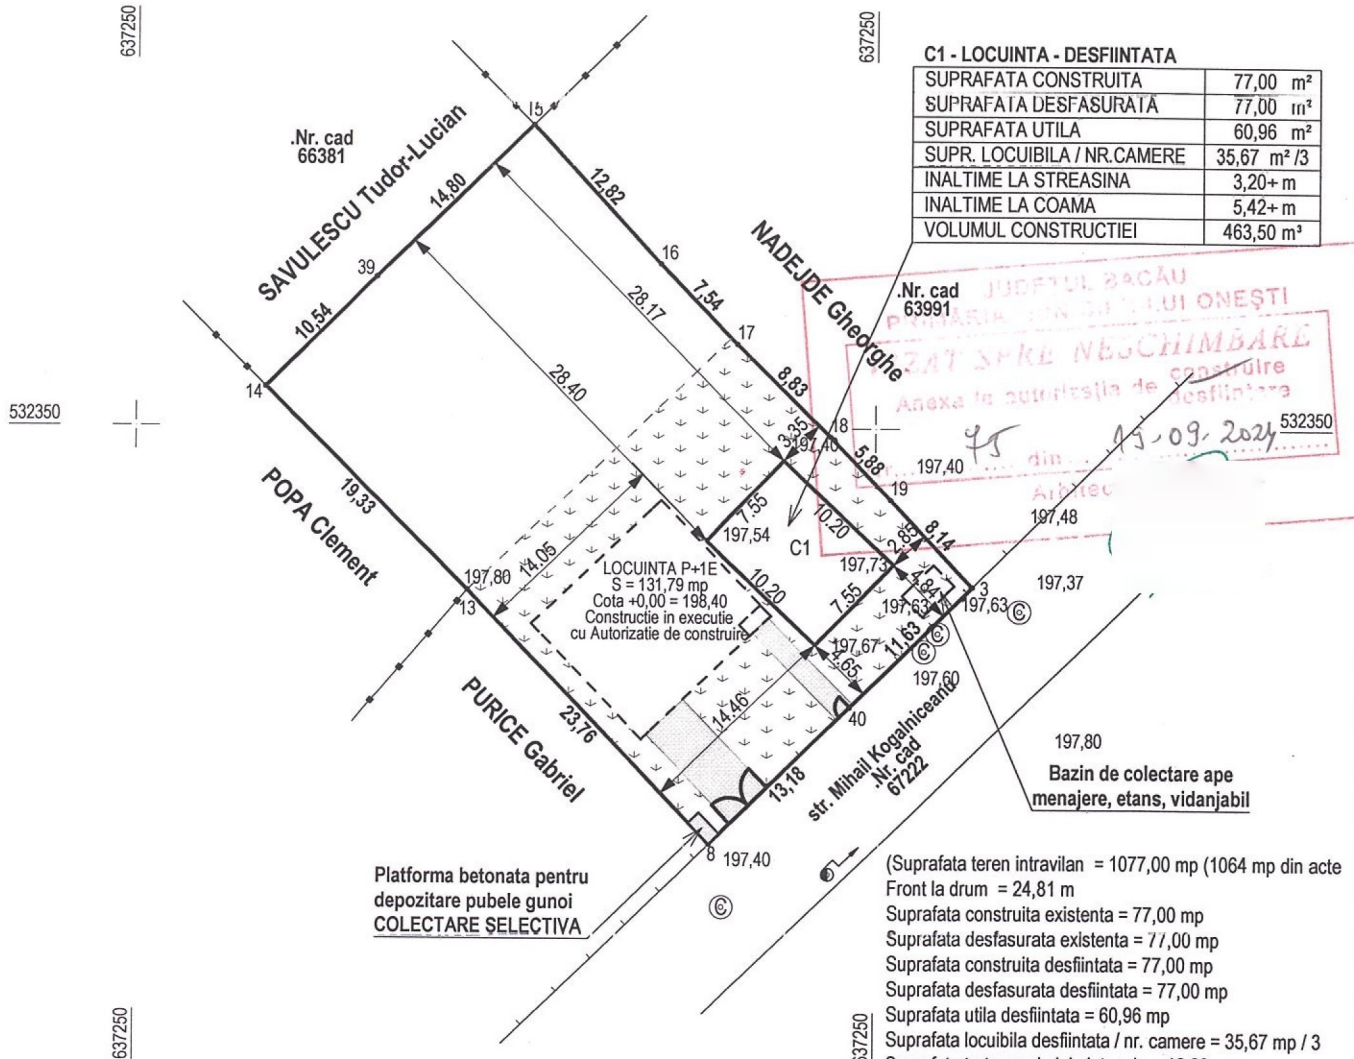 637250
637250
C1 - LOCUINTA - DESFIINTATA
SUPRAFATA CONSTRUITA 77,00 m²
SUPRAFATA DESFASURATA 77,00 m²
SUPRAFATA UTILA 60,96 m²
SUPR. LOCUIBILA / NR.CAMERE 35,67 m²/3
INALTIME LA STREASINA 3,20+ m
INALTIME LA COAMA 5,42+ m
VOLUMUL CONSTRUCTIEI 463,50 m³
15
.Nr. cad
66381
SAVULESCU Tudor-Lucian
14,80
39
10,54
14
12,82
16
7,54
17
NADEJDE Gheorghe
.Nr. cad
63991
JUDEŢUL BACĂU
ONEŞTI
SPRE NESCHIMBARE
construire
Anexa la autorizaţia de desfiintare
75 din 19.09.2024
28.17
28.40
8,83
18
3.35
197,40
5,88
19
197,40
8,14
197,48
532350
532350
POPA Clement
19,33
197,80
13
14.05
7.55
197,54
C1
10.20
10.20
2.85
197,73
4.84
7.55
197,63
197,63
3
197,37
LOCUINTA P+1E
S = 131,79 mp
Cota +0,00 = 198,40
Constructie in executie
cu Autorizatie de construire
197,67
4.65
11,63
197,60
40
PURICE Gabriel
23,76
14.46
13,18
str. Mihail Kogalniceanu
.Nr. cad
67222
197,80
Bazin de colectare ape
menajere, etans, vidanjabil
8
197,40
Platforma betonata pentru
depozitare pubele gunoi
COLECTARE SELECTIVA
(Suprafata teren intravilan = 1077,00 mp (1064 mp din acte
Front la drum = 24,81 m
Suprafata construita existenta = 77,00 mp
Suprafata desfasurata existenta = 77,00 mp
Suprafata construita desfiintata = 77,00 mp
Suprafata desfasurata desfiintata = 77,00 mp
Suprafata utila desfiintata = 60,96 mp
Suprafata locuibila desfiintata / nr. camere = 35,67 mp / 3
637250
637250